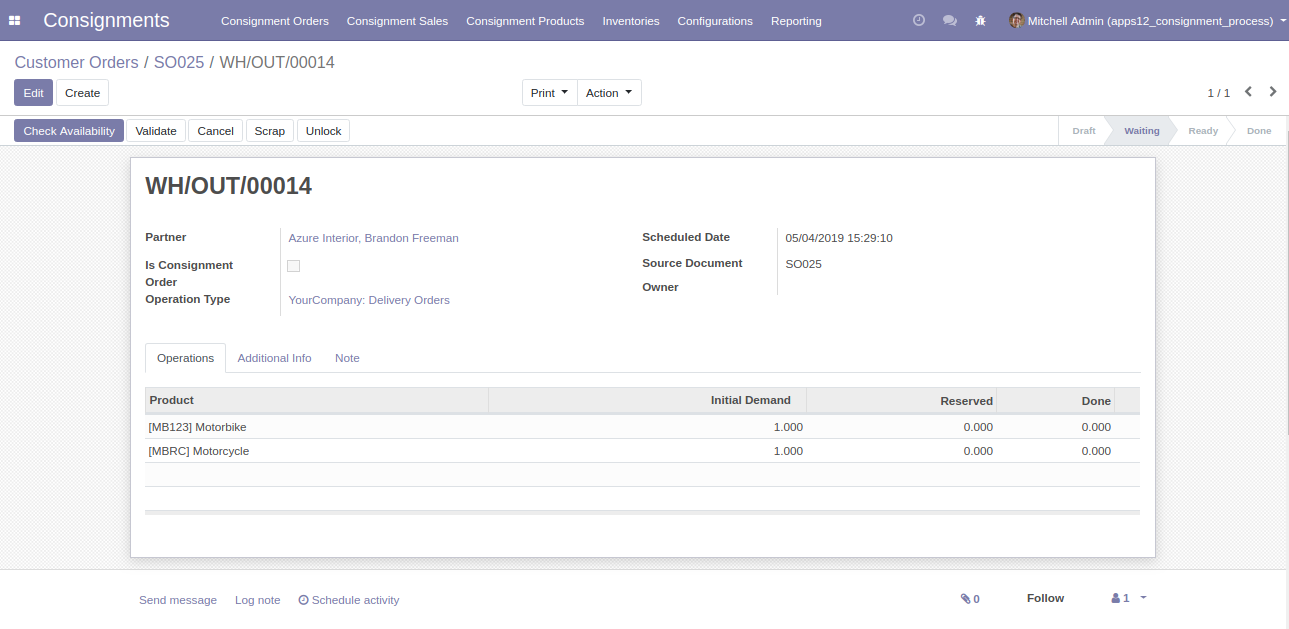 Consignments Consignment Orders Consignment Sales Consignment Products Inventories Configurations Reporting Mitchell Admin (apps12_consignment_process)
Customer Orders / SO025 / WH/OUT/00014
Edit Create Print Action 1 / 1
Check Availability Validate Cancel Scrap Unlock Draft Waiting Ready Done
WH/OUT/00014
Partner Azure Interior, Brandon Freeman Scheduled Date 05/04/2019 15:29:10
Is Consignment Source Document SO025
Order Owner
Operation Type YourCompany: Delivery Orders
Operations Additional Info Note
Product Initial Demand Reserved Done
[MB123] Motorbike 1.000 0.000 0.000
[MBRC] Motorcycle 1.000 0.000 0.000
Send message Log note Schedule activity 0 Follow 1